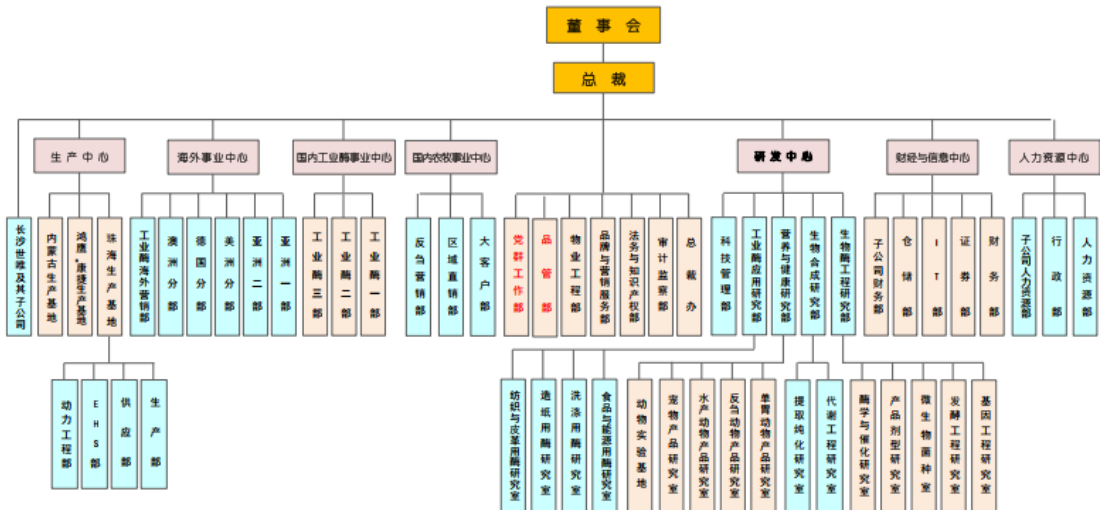 董事会
总裁
生产中心
海外事业中心
国内工业酶事业中心
国内农牧事业中心
研发中心
财经与信息中心
人力资源中心
长沙世唯及其子公司
内蒙古生产基地
鸿鹰•康捷生产基地
珠海生产基地
工业酶海外营销部
澳洲分部
德国分部
美洲分部
亚洲二部
亚洲一部
工业酶三部
工业酶二部
工业酶一部
反刍营销部
区域直销部
大客户部
党群工作部
品管部
物业工程部
品牌与营销服务部
法务与知识产权部
审计监察部
总裁办
科技管理部
工业酶应用研究部
营养与健康研究部
生物合成研究部
生物酶工程研究部
子公司财务部
仓储部
IT部
证券部
财务部
子公司人力资源部
行政部
人力资源部
动力工程部
EHS部
供应部
生产部
纺织与皮革用酶研究室
造纸用酶研究室
洗涤用酶研究室
食品与能源用酶研究室
动物实验基地
宠物产品研究室
水产动物产品研究室
反刍动物产品研究室
单胃动物产品研究室
提取纯化研究室
代谢工程研究室
酶学与催化研究室
产品剂型研究室
微生物菌种室
发酵工程研究室
基因工程研究室